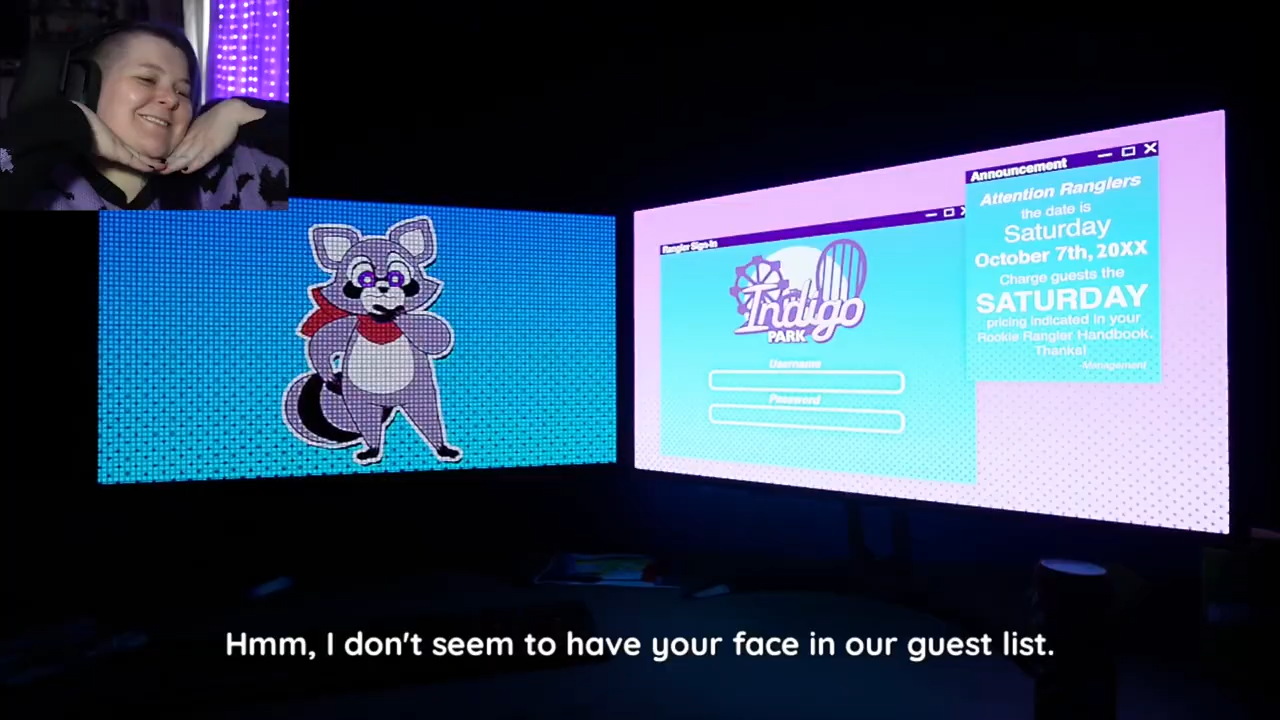 Announcement
Attention Ranglers
the date is
Saturday
October 7th, 20XX
Charge guests the
SATURDAY
pricing indicated in your
Rookie Rangler Handbook.
Thanks!
-Management
Rangler Sign-In
Indigo
PARK
Username
Password
Hmm, I don't seem to have your face in our guest list.